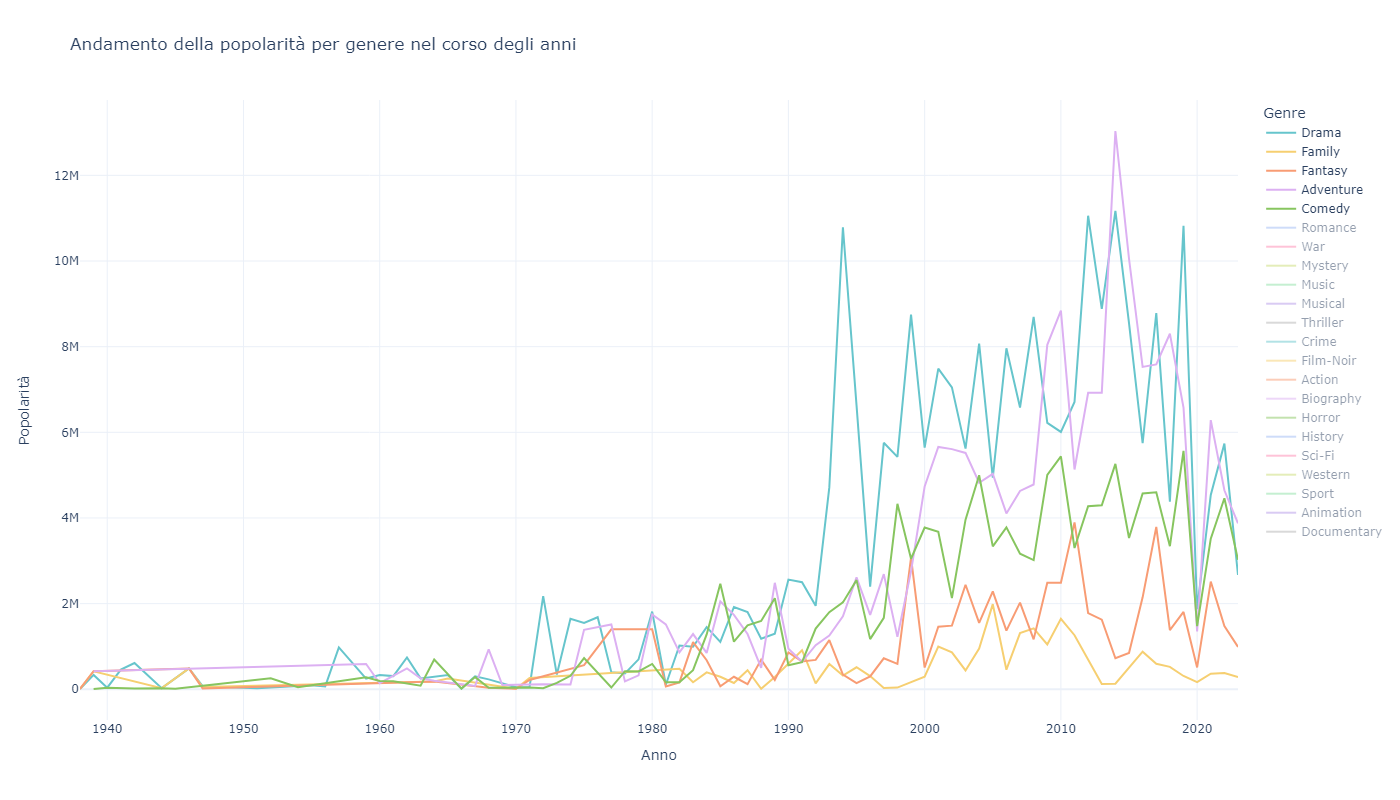 Andamento della popolarità per genere nel corso degli anni
Genre
Drama
Family
Fantasy
Adventure
Comedy
Romance
War
Mystery
Music
Musical
Thriller
Crime
Film-Noir
Action
Biography
Horror
History
Sci-Fi
Western
Sport
Animation
Documentary
12M
10M
8M
6M
4M
2M
0
Popolarità
1940 1950 1960 1970 1980 1990 2000 2010 2020
Anno